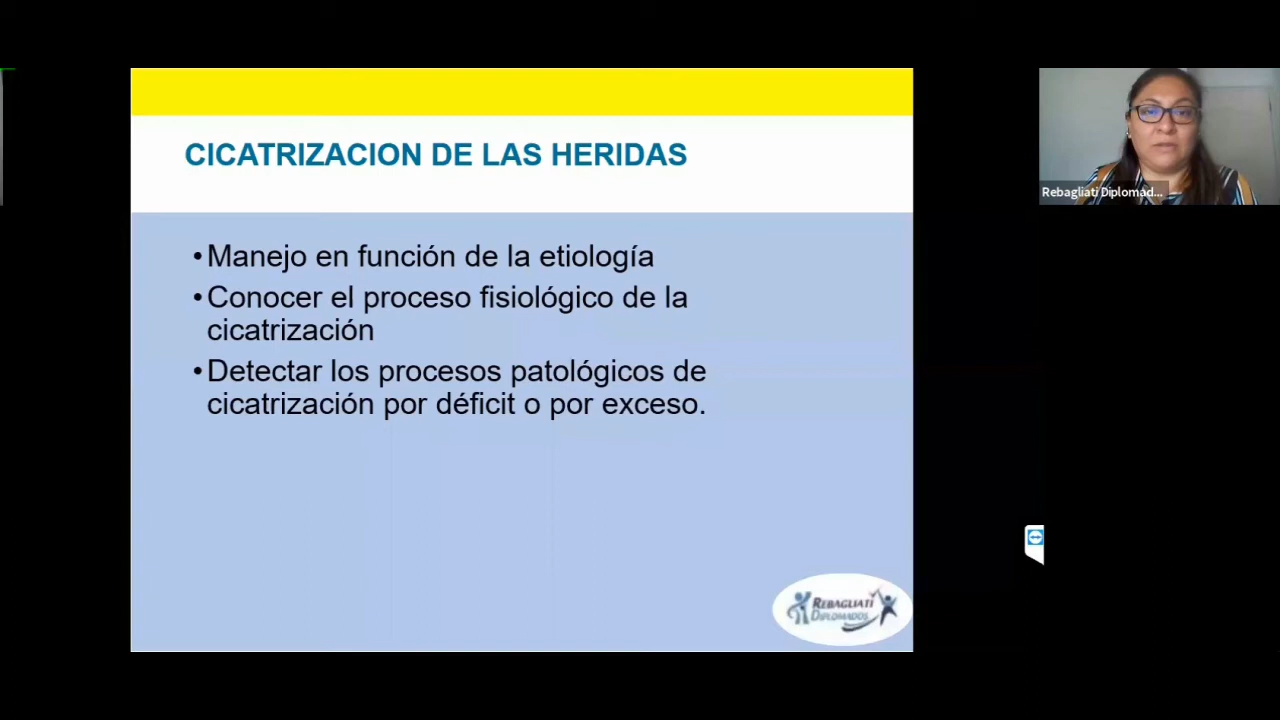 CICATRIZACION DE LAS HERIDAS
•Manejo en función de la etiología
•Conocer el proceso fisiológico de la
cicatrización
•Detectar los procesos patológicos de
cicatrización por déficit o por exceso.
Rebagliati Diplomad...
REBAGLIATI
DIPLOMADOS